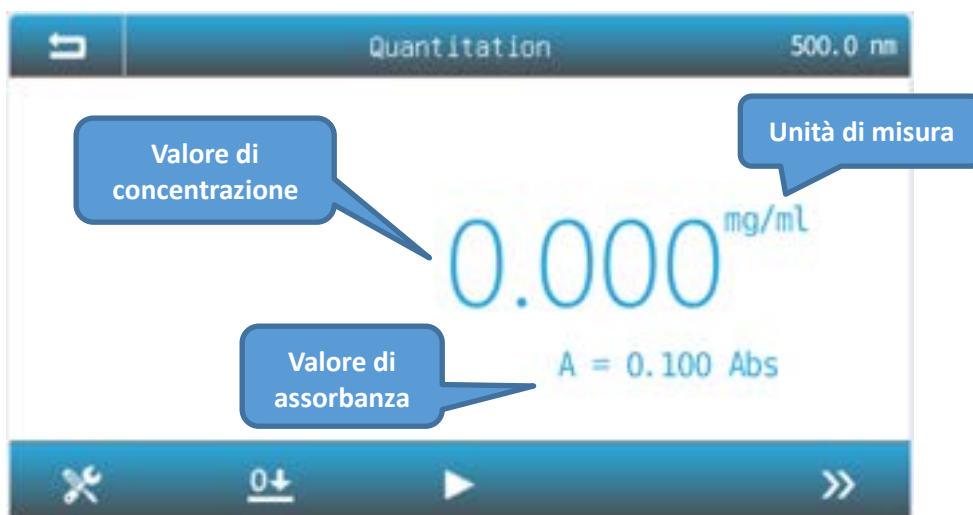 Quantitation 500.0 nm
Unità di misura
Valore di
concentrazione
0.000 mg/ml
Valore di
assorbanza
A = 0.100 Abs
0